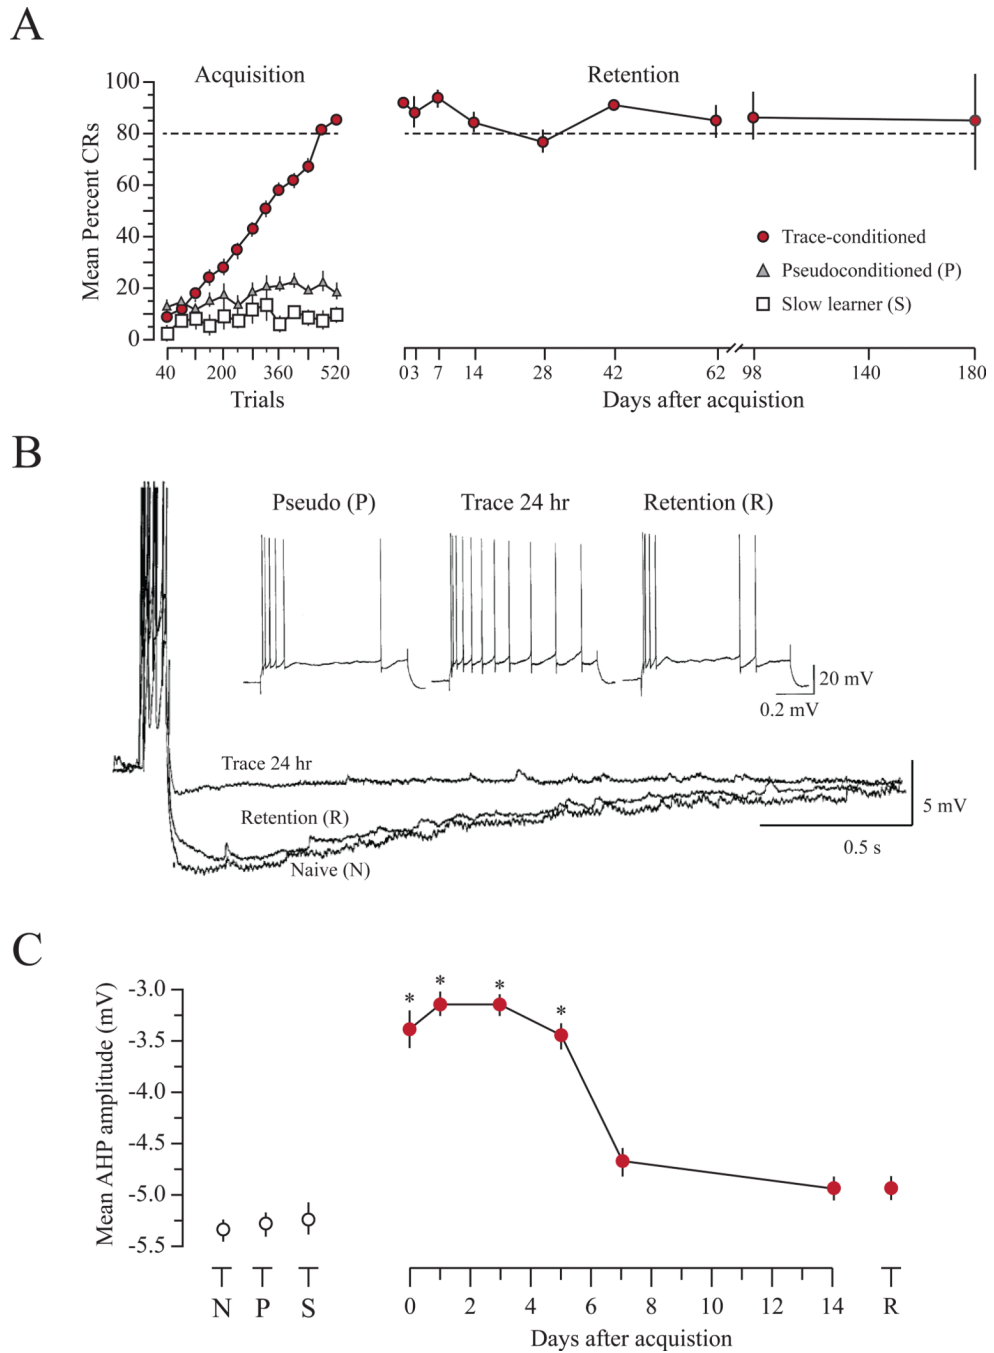 A
Acquisition
Retention
Mean Percent CRs
100
80
60
40
20
0
Trace-conditioned
Pseudoconditioned (P)
Slow learner (S)
40 200 360 520
Trials
0 3 7 14 28 42 62 98 140 180
Days after acquistion
B
Pseudo (P)
Trace 24 hr
Retention (R)
20 mV
0.2 mV
Trace 24 hr
Retention (R)
Naive (N)
5 mV
0.5 s
C
Mean AHP amplitude (mV)
-3.0
-3.5
-4.0
-4.5
-5.0
-5.5
* * * *
N P S
0 2 4 6 8 10 12 14 R
Days after acquistion